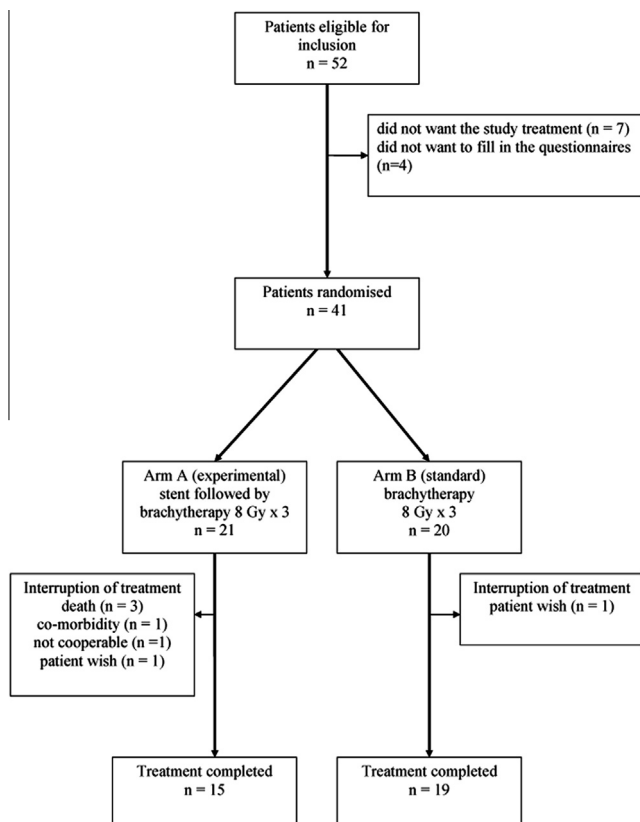 Patients eligible for
inclusion
n = 52
did not want the study treatment (n = 7)
did not want to fill in the questionnaires
(n=4)
Patients randomised
n = 41
Arm A (experimental)
stent followed by
brachytherapy 8 Gy x 3
n = 21
Arm B (standard)
brachytherapy
8 Gy x 3
n = 20
Interruption of treatment
death (n = 3)
co-morbidity (n = 1)
not cooperable (n =1)
patient wish (n = 1)
Interruption of treatment
patient wish (n = 1)
Treatment completed
n = 15
Treatment completed
n = 19